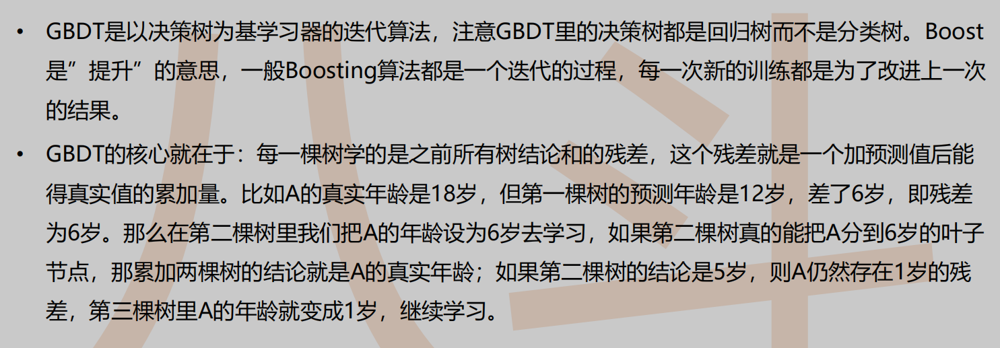 • GBDT是以决策树为基学习器的迭代算法，注意GBDT里的决策树都是回归树而不是分类树。Boost
是”提升”的意思，一般Boosting算法都是一个迭代的过程，每一次新的训练都是为了改进上一次
的结果。
• GBDT的核心就在于：每一棵树学的是之前所有树结论和的残差，这个残差就是一个加预测值后能
得真实值的累加量。比如A的真实年龄是18岁，但第一棵树的预测年龄是12岁，差了6岁，即残差
为6岁。那么在第二棵树里我们把A的年龄设为6岁去学习，如果第二棵树真的能把A分到6岁的叶子
节点，那累加两棵树的结论就是A的真实年龄；如果第二棵树的结论是5岁，则A仍然存在1岁的残
差，第三棵树里A的年龄就变成1岁，继续学习。
八斗